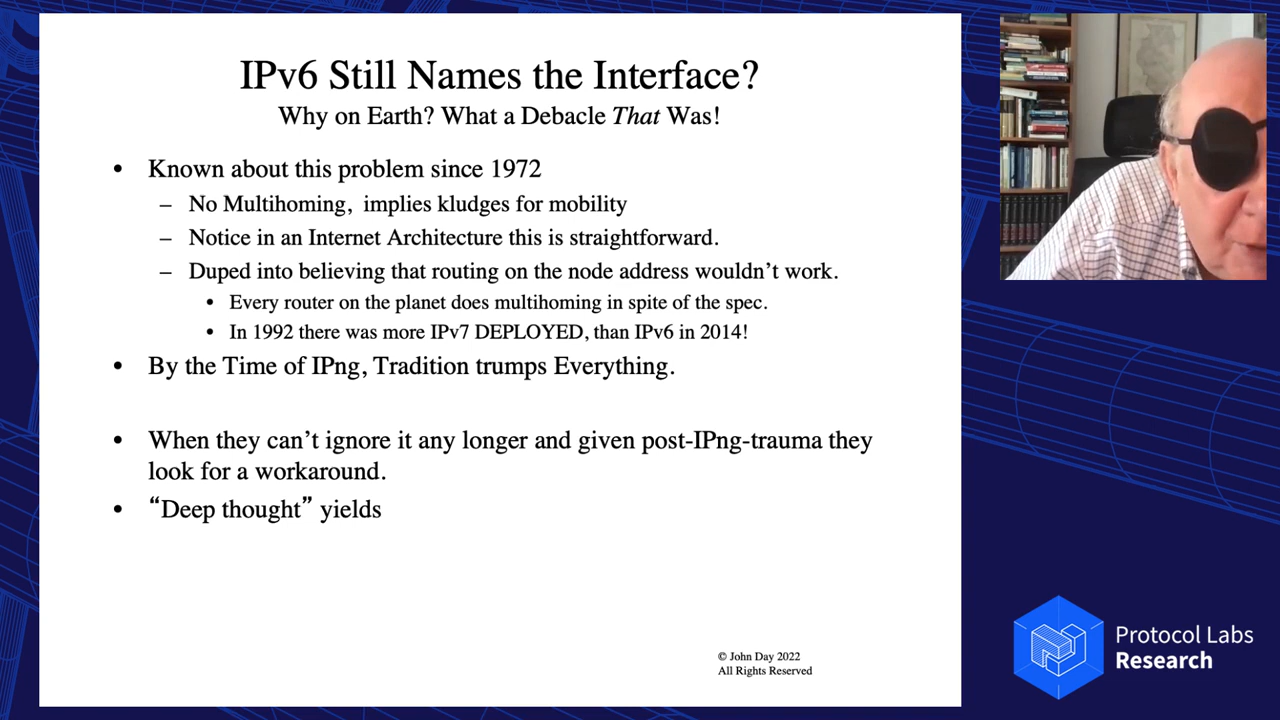 IPv6 Still Names the Interface?
Why on Earth? What a Debacle That Was!
• Known about this problem since 1972
– No Multihoming, implies kludges for mobility
– Notice in an Internet Architecture this is straightforward.
– Duped into believing that routing on the node address wouldn’t work.
• Every router on the planet does multihoming in spite of the spec.
• In 1992 there was more IPv7 DEPLOYED, than IPv6 in 2014!
• By the Time of IPng, Tradition trumps Everything.
• When they can’t ignore it any longer and given post-IPng-trauma they
look for a workaround.
• “Deep thought” yields
© John Day 2022
All Rights Reserved
Protocol Labs
Research